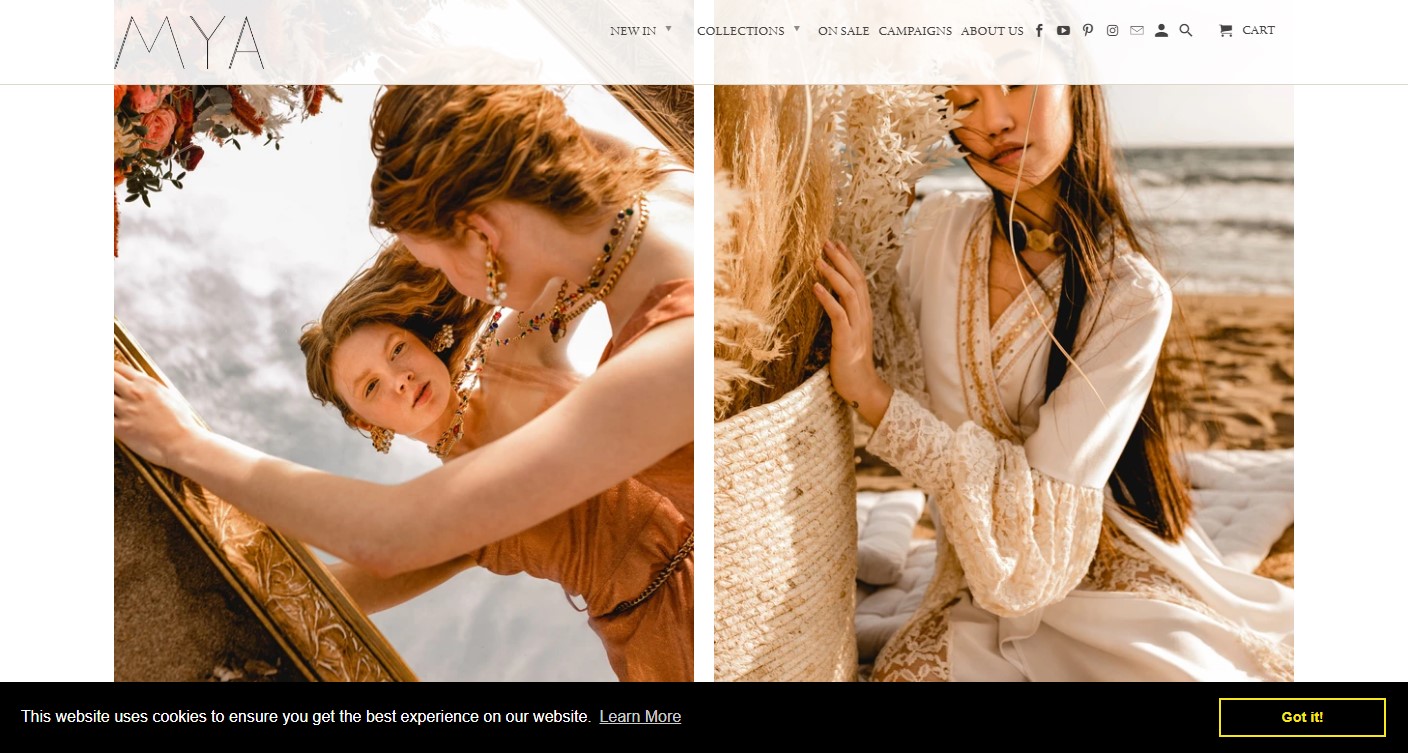 MYA
NEW IN COLLECTIONS ON SALE CAMPAIGNS ABOUT US CART
This website uses cookies to ensure you get the best experience on our website. Learn More
Got it!